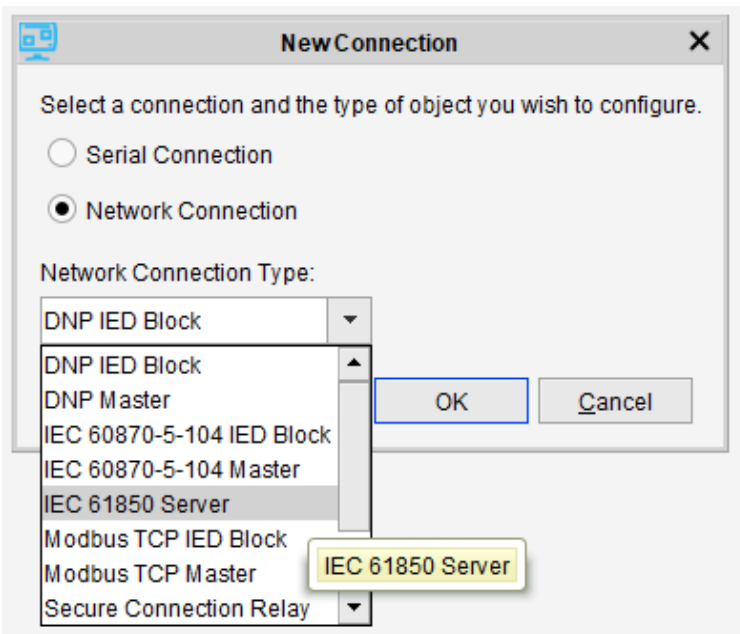 New Connection
Select a connection and the type of object you wish to configure.
Serial Connection
Network Connection
Network Connection Type:
DNP IED Block
DNP IED Block
DNP Master
OK
Cancel
IEC 60870-5-104 IED Block
IEC 60870-5-104 Master
IEC 61850 Server
Modbus TCP IED Block
IEC 61850 Server
Modbus TCP Master
Secure Connection Relay